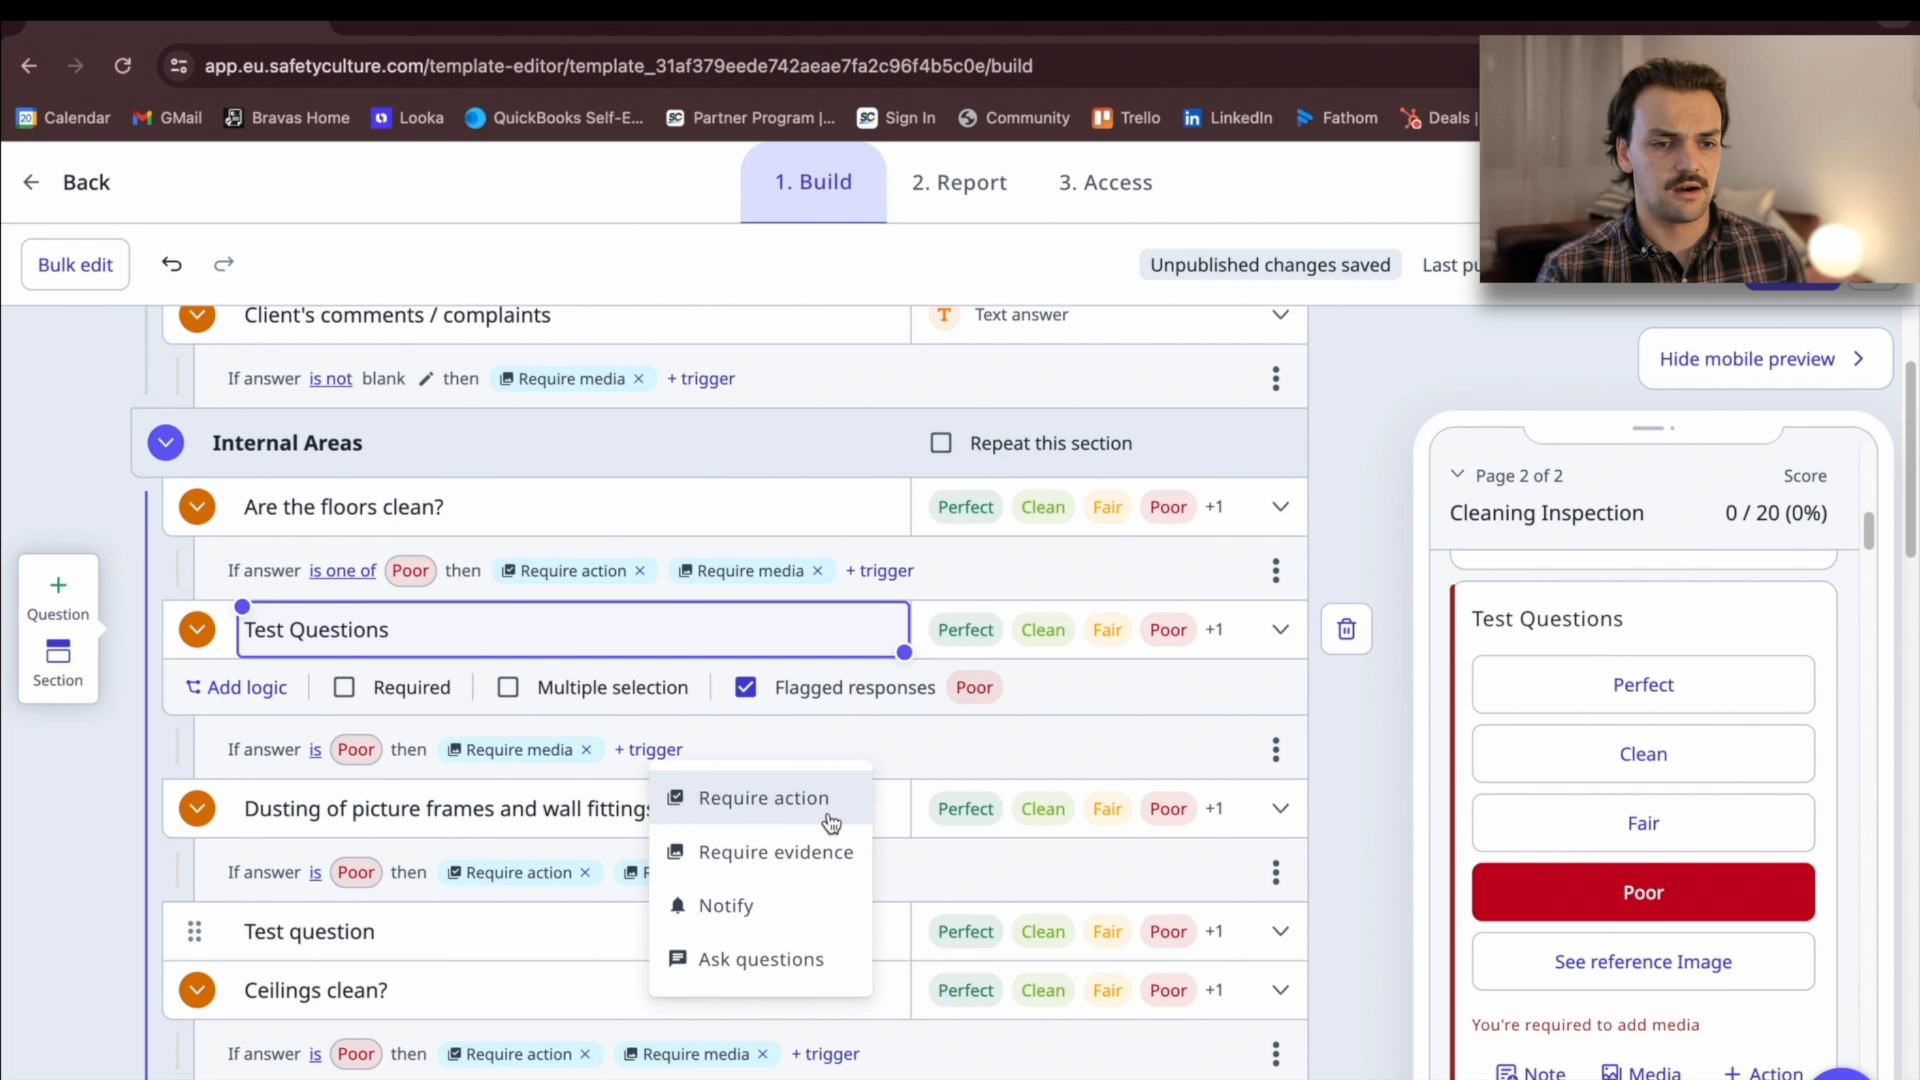 app.eu.safetyculture.com/template-editor/template_31af379eede742aeae7fa2c96f4b5c0e/build
20 Calendar GMail Bravas Home Looka QuickBooks Self-E... SC Partner Program |... SC Sign In Community Trello in LinkedIn Fathom Deals |
Back 1. Build 2. Report 3. Access
Bulk edit Unpublished changes saved Last pu
Client's comments / complaints T Text answer
If answer is not blank then Require media × + trigger
Internal Areas Repeat this section
Are the floors clean? Perfect Clean Fair Poor +1
If answer is one of Poor then Require action × Require media × + trigger
Test Questions Perfect Clean Fair Poor +1
Add logic Required Multiple selection Flagged responses Poor
If answer is Poor then Require media × + trigger
Dusting of picture frames and wall fittings Perfect Clean Fair Poor +1
If answer is Poor then Require action ×
Test question Perfect Clean Fair Poor +1
Ceilings clean? Perfect Clean Fair Poor +1
If answer is Poor then Require action × Require media × + trigger
Require action
Require evidence
Notify
Ask questions
Question
Section
Hide mobile preview
Page 2 of 2 Score
Cleaning Inspection 0 / 20 (0%)
Test Questions
Perfect
Clean
Fair
Poor
See reference Image
You're required to add media
Note Media + Action